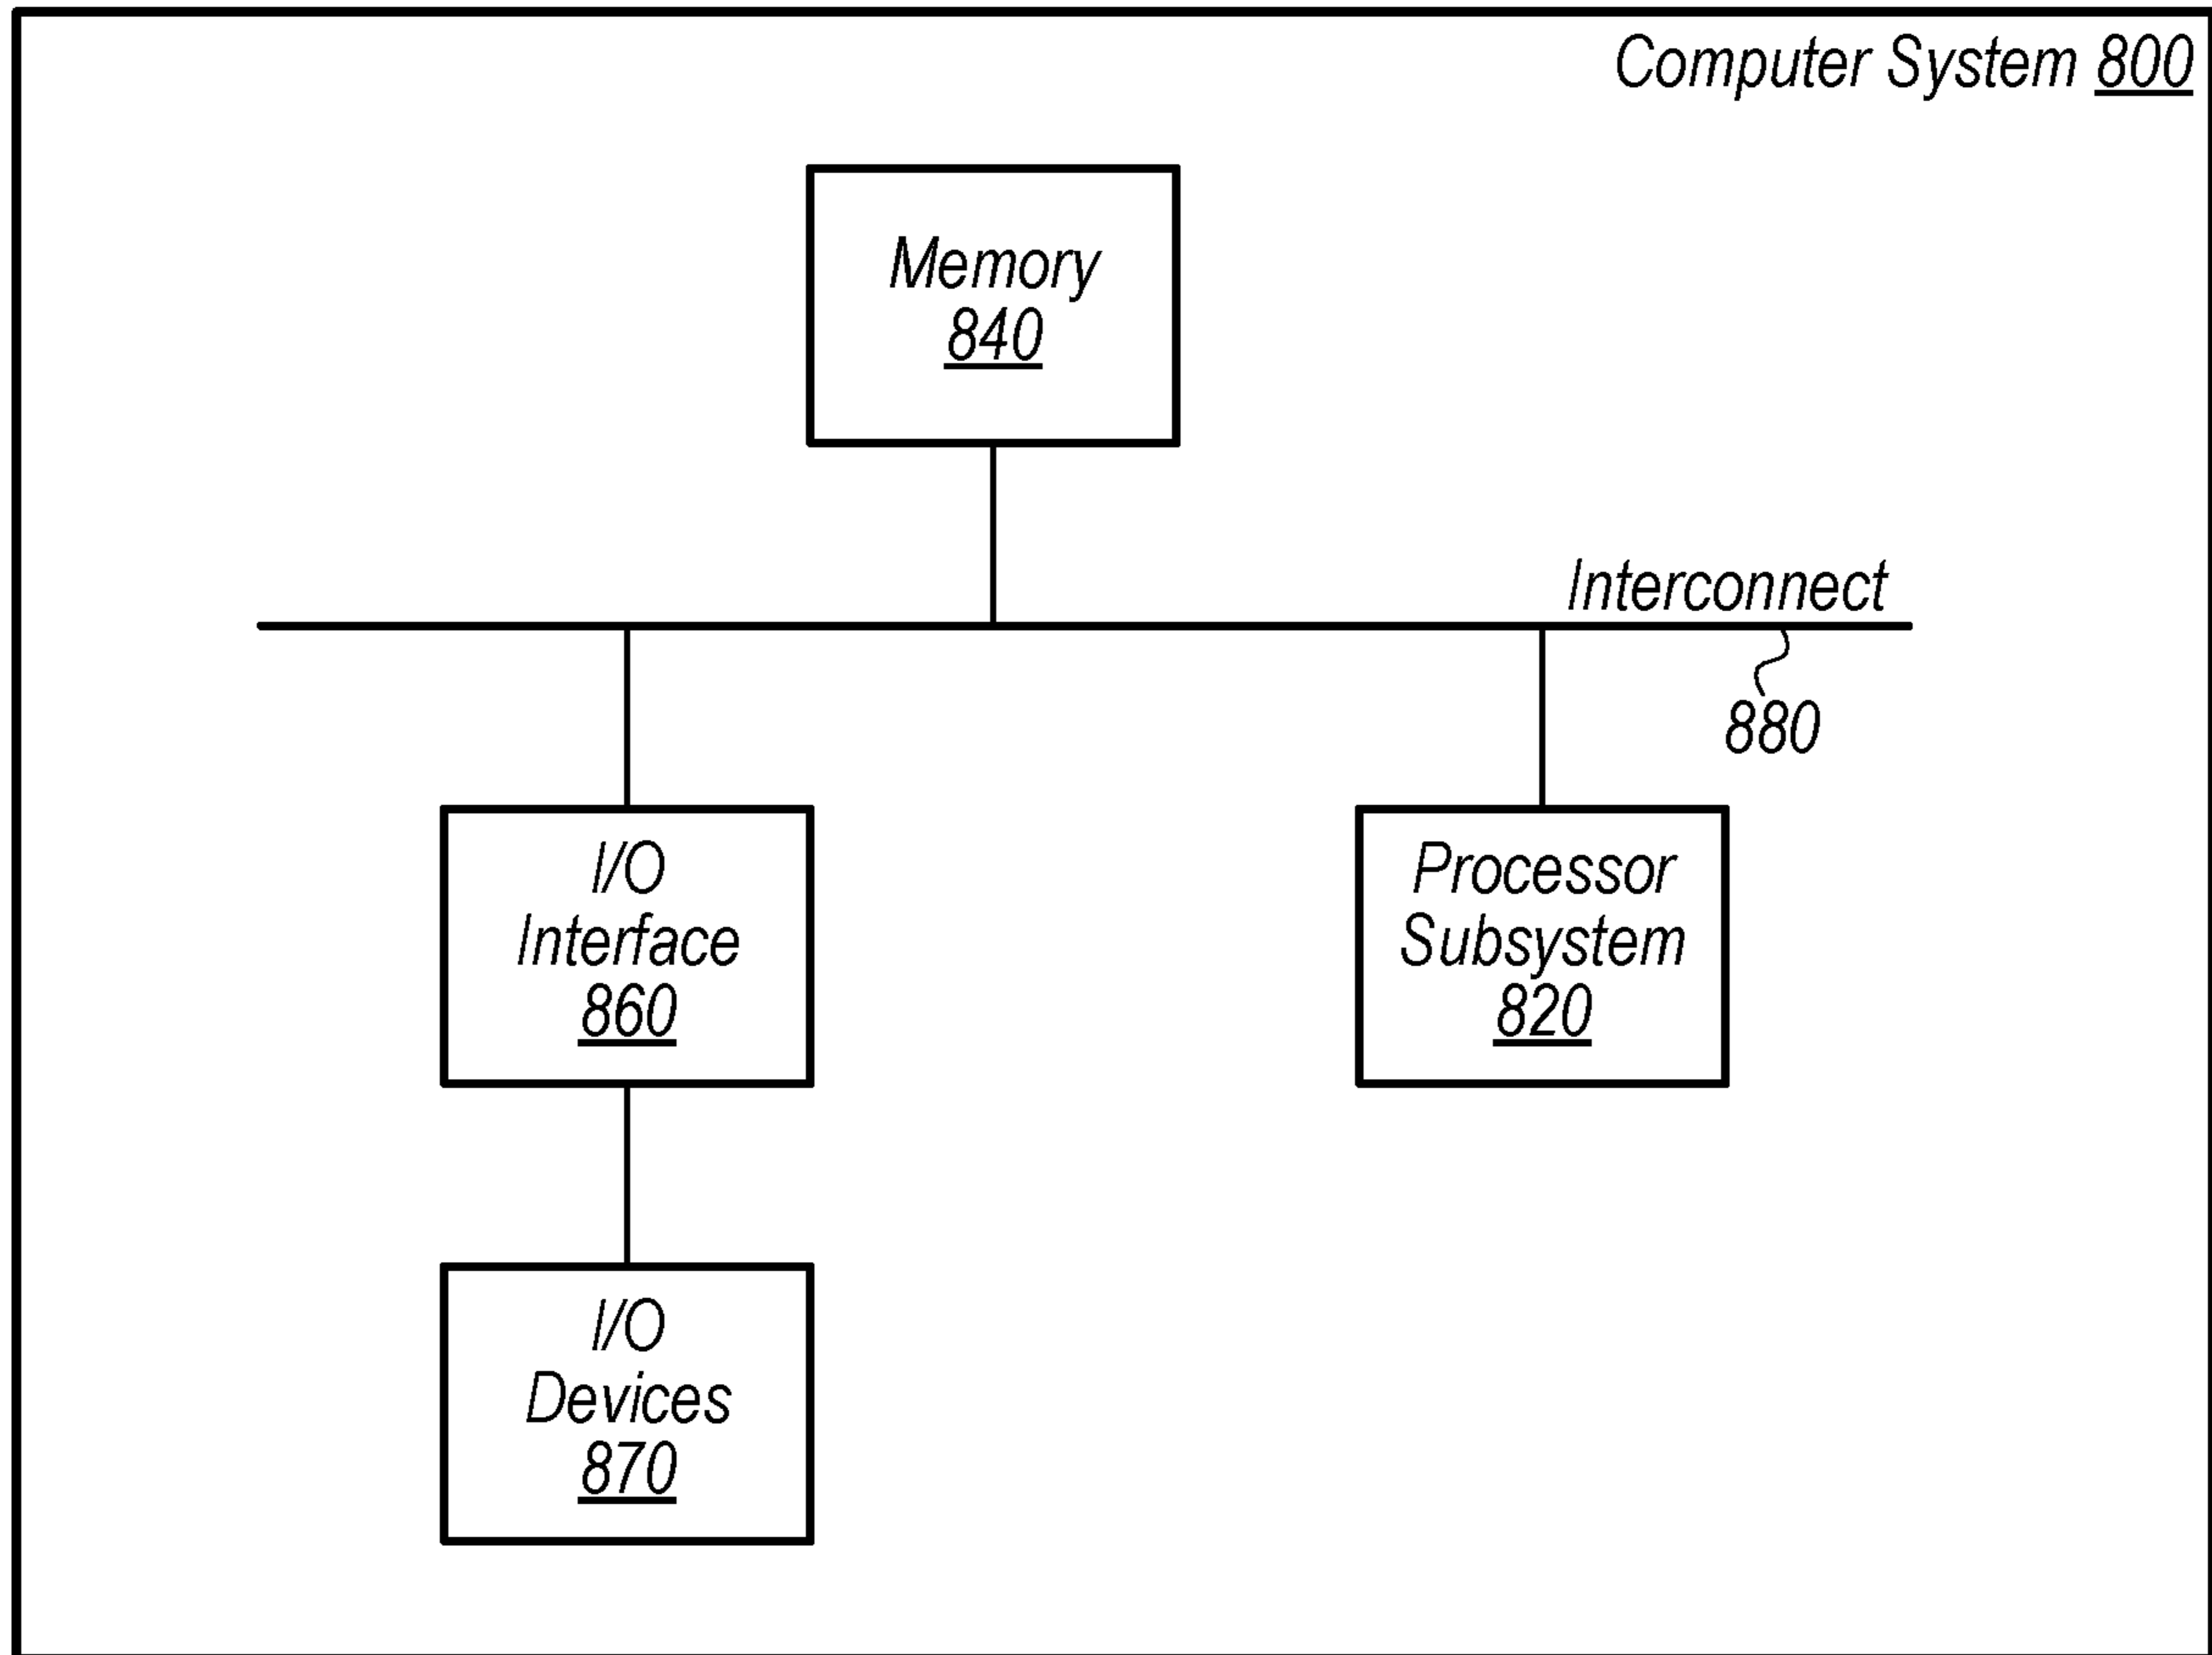 Computer System 800
Memory
840
Interconnect
880
I/O
Interface
860
Processor
Subsystem
820
I/O
Devices
870